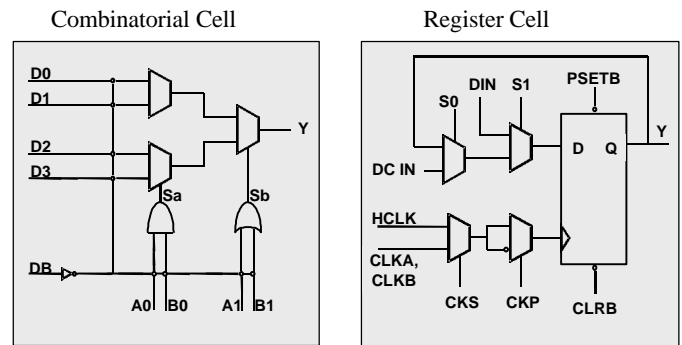 Combinatorial Cell
D0
D1
D2
D3
Sa
Sb
Y
DB
A0 B0 A1 B1
Register Cell
DIN S1 PSETB
S0
Y
D Q
DC IN
HCLK
CLKA,
CLKB
CKS CKP CLRB